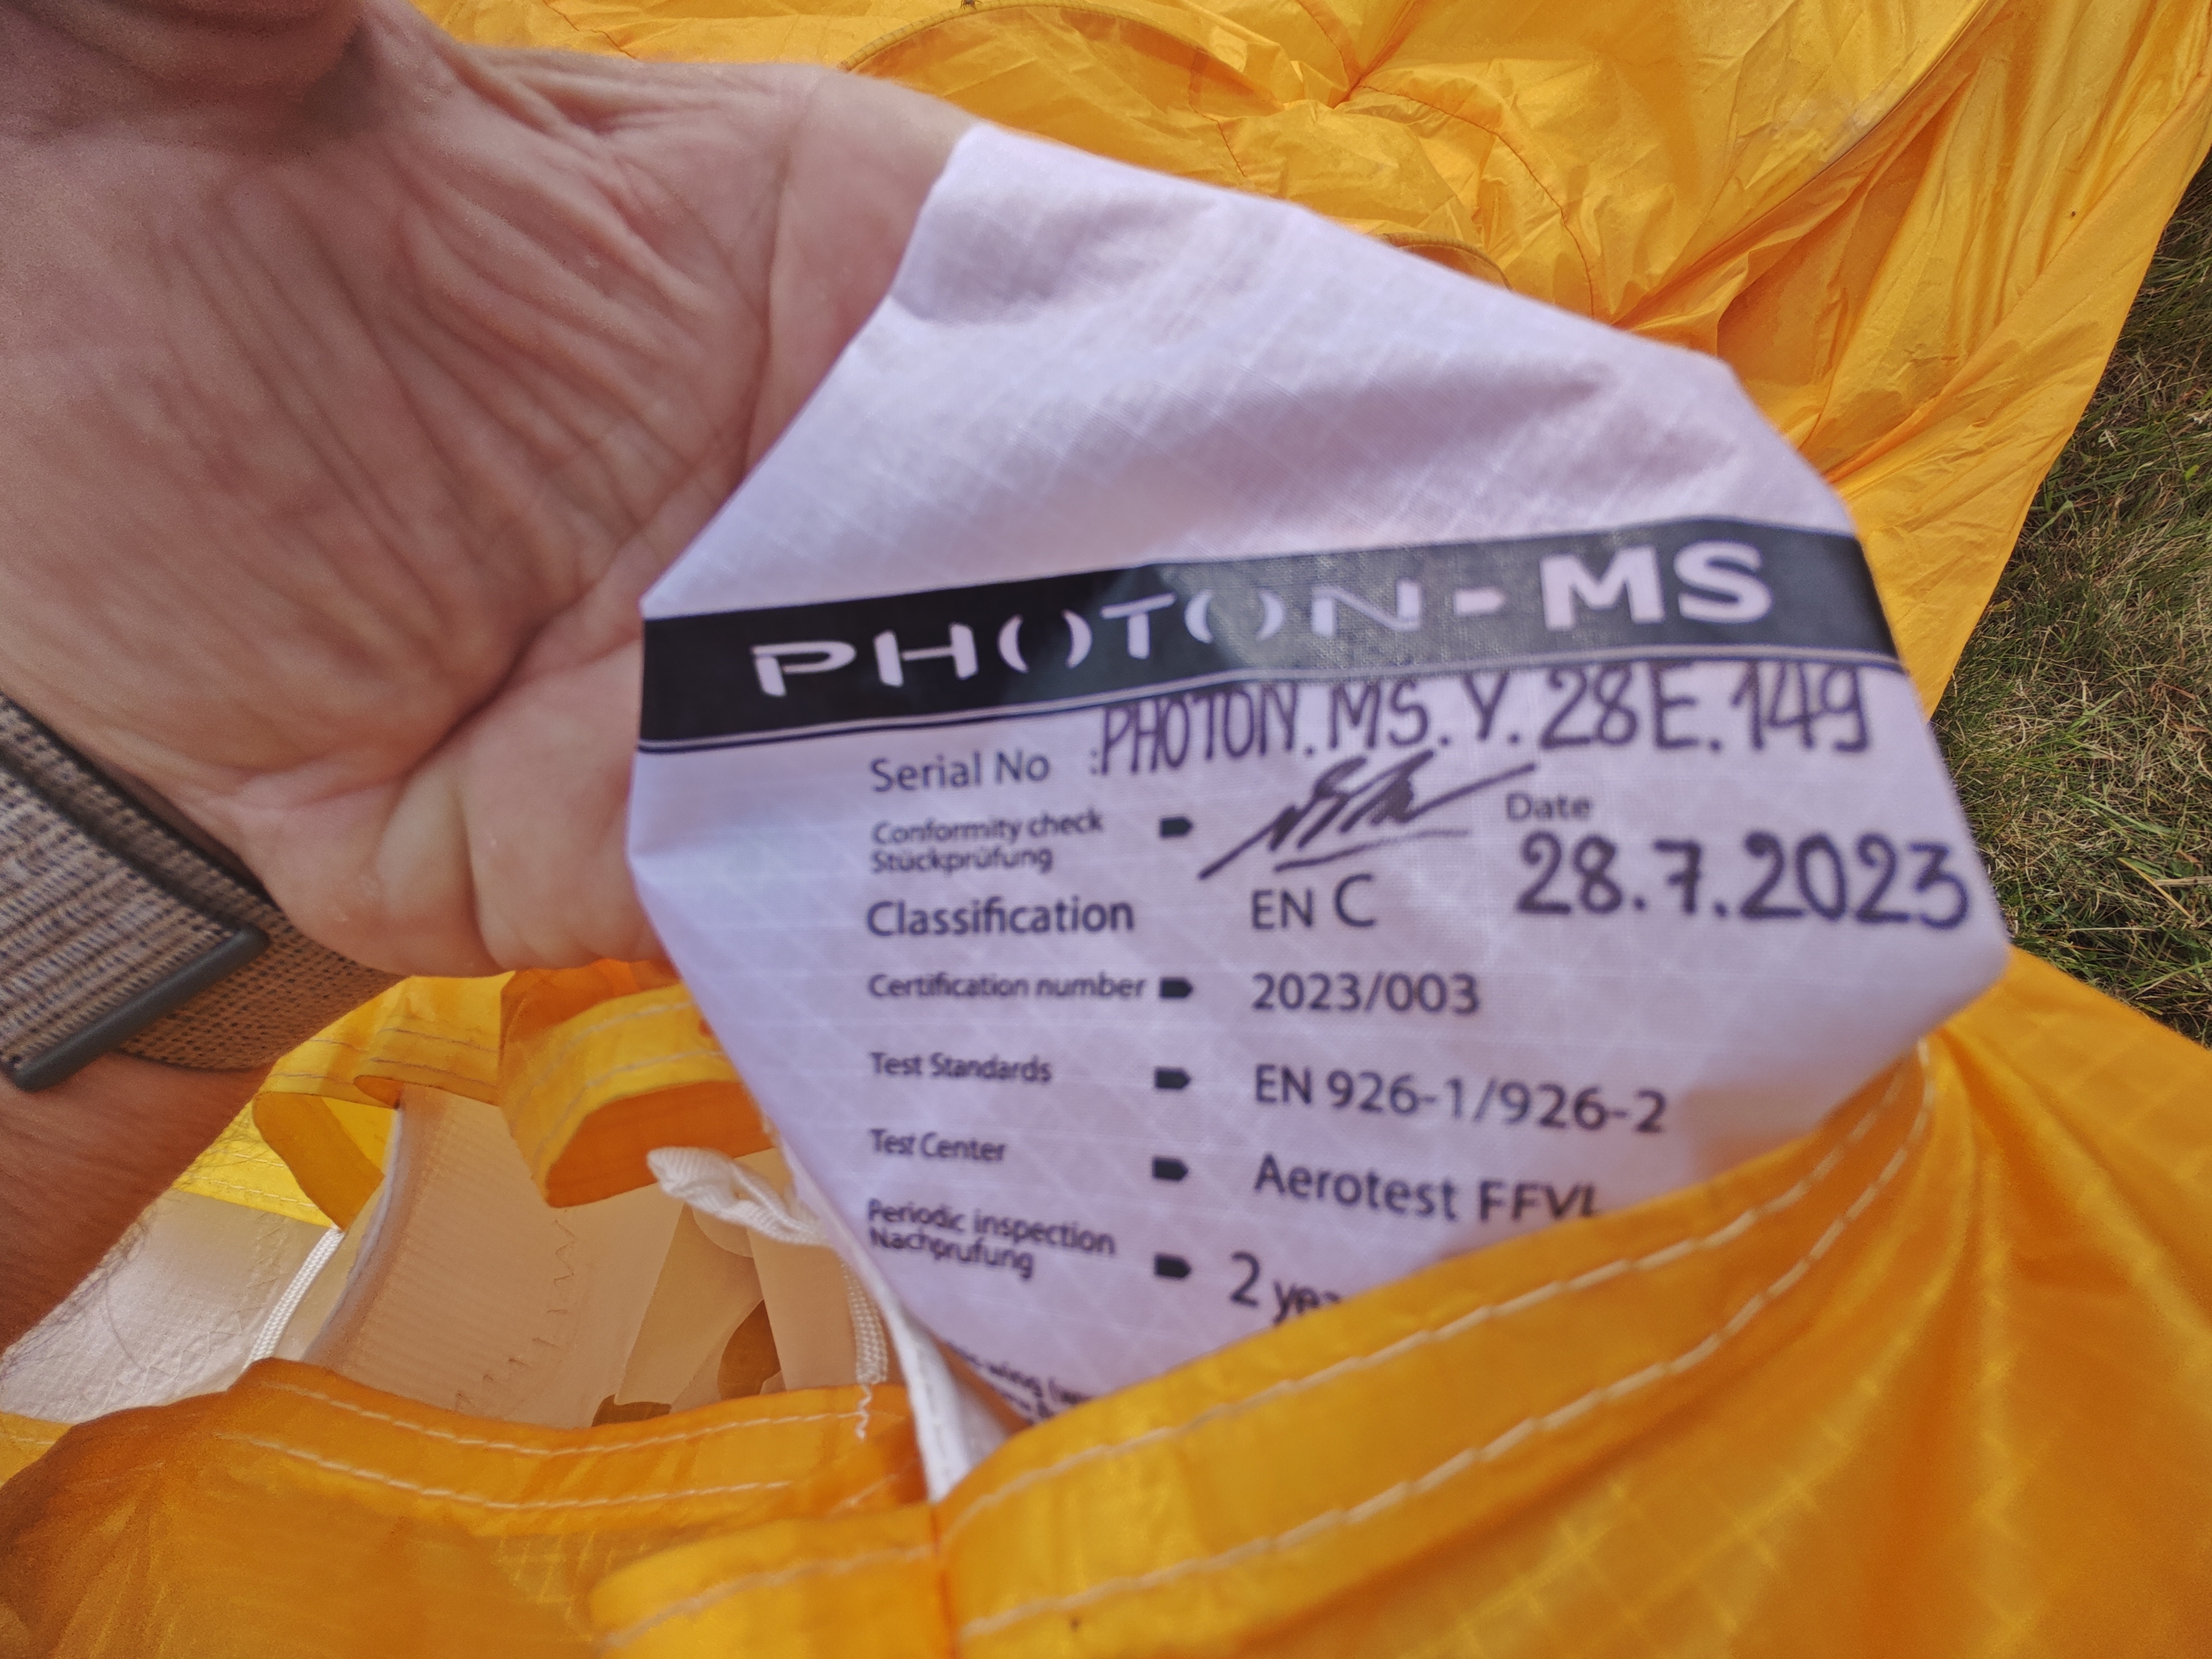 PHOTON-MS
Serial No :PHOTON.MS.Y.28E.149
Conformity check
Stückprüfung
Date
28.7.2023
Classification EN C
Certification number 2023/003
Test Standards EN 926-1/926-2
Test Center Aerotest FFVL
Periodic inspection
Nachprüfung
2
wing